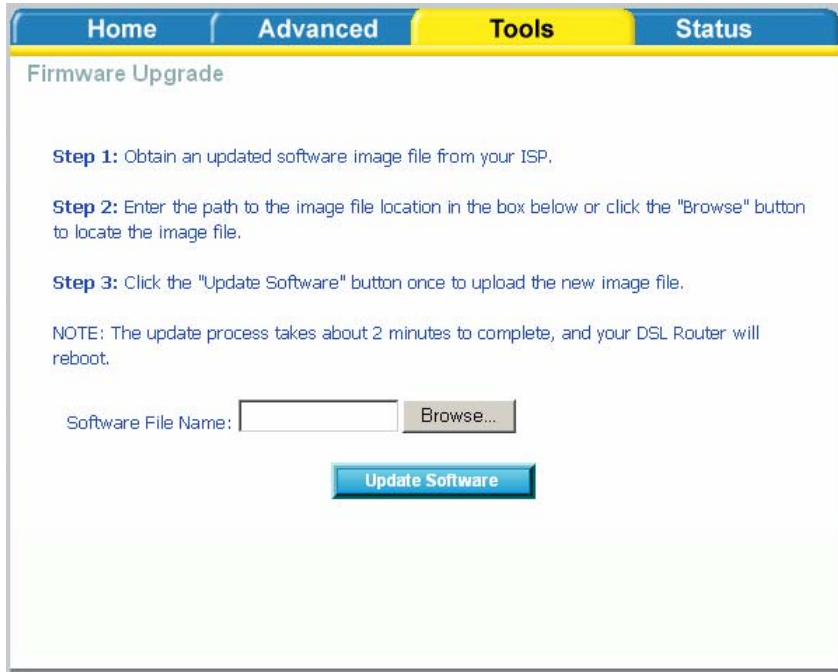 Home Advanced Tools Status
Firmware Upgrade
Step 1: Obtain an updated software image file from your ISP.
Step 2: Enter the path to the image file location in the box below or click the "Browse" button
to locate the image file.
Step 3: Click the "Update Software" button once to upload the new image file.
NOTE: The update process takes about 2 minutes to complete, and your DSL Router will
reboot.
Software File Name: Browse...
Update Software